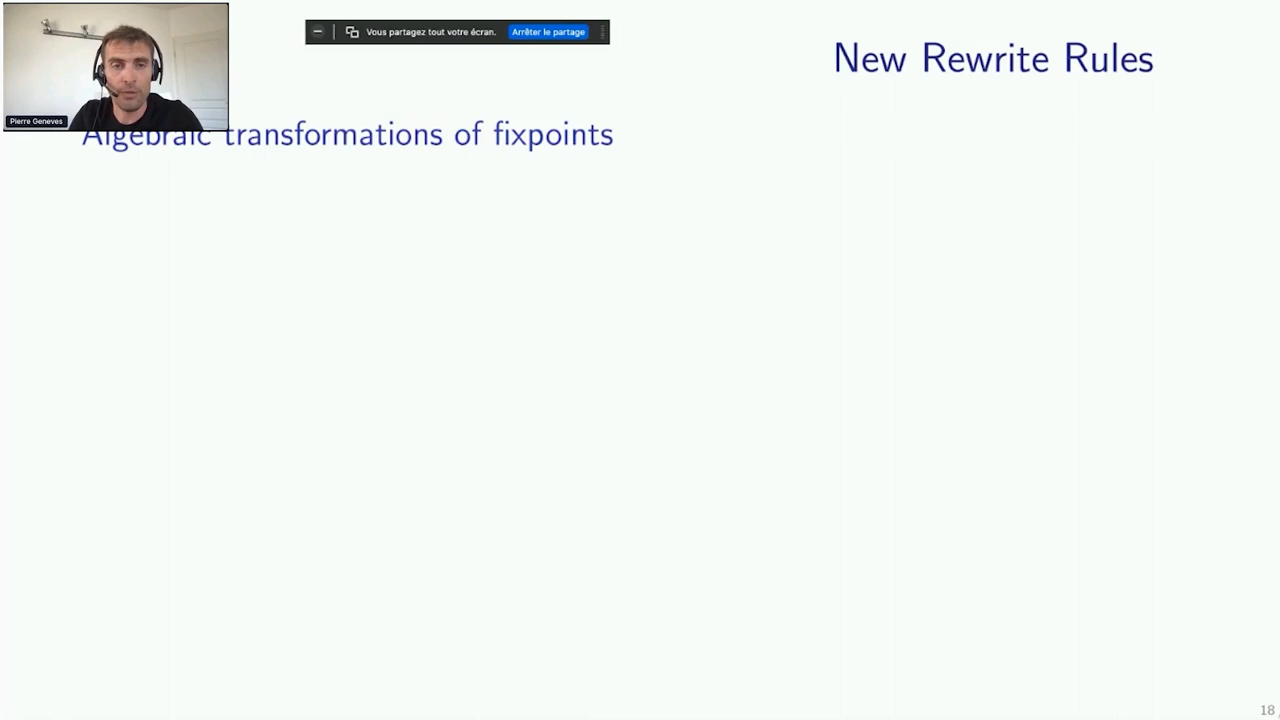 Vous partagez tout votre écran.
Arrêter le partage
New Rewrite Rules
Pierre Geneves
Algebraic transformations of fixpoints
18